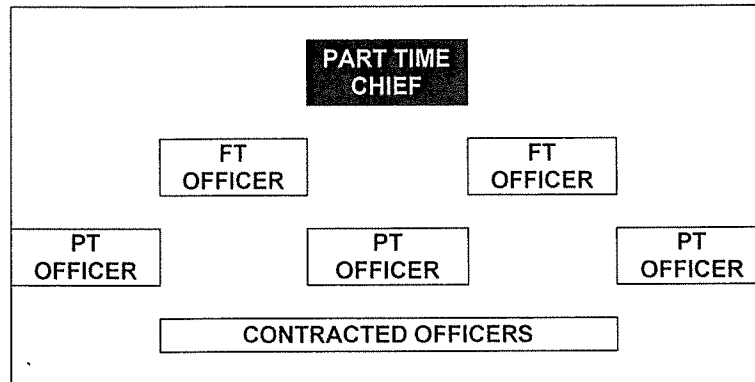 PART TIME
CHIEF
FT
OFFICER
FT
OFFICER
PT
OFFICER
PT
OFFICER
PT
OFFICER
CONTRACTED OFFICERS